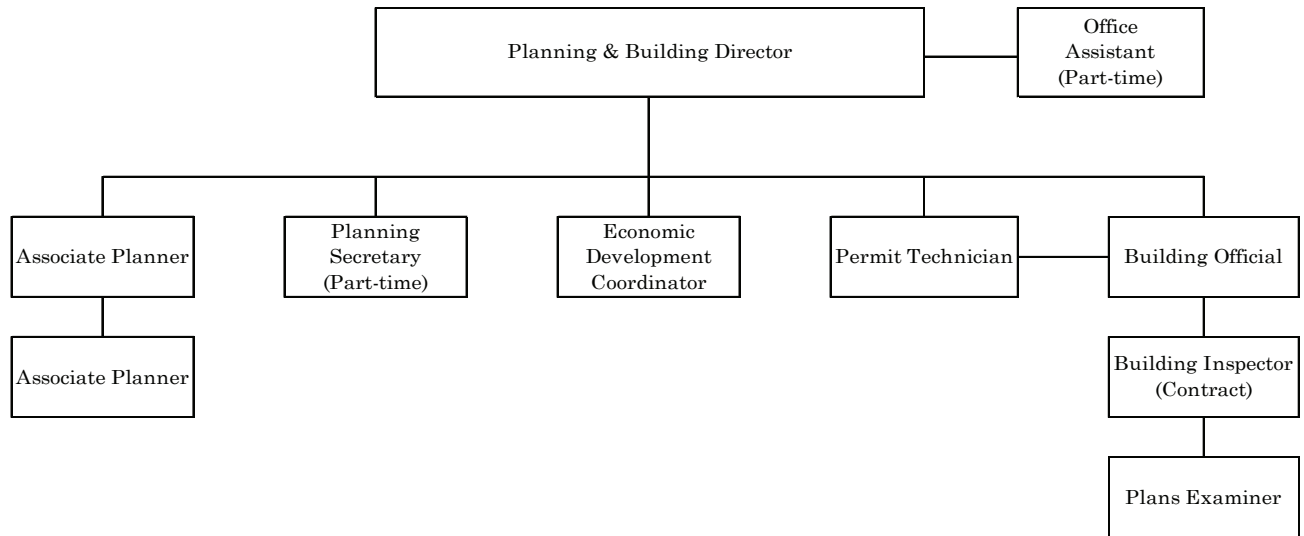 Planning & Building Director
Office
Assistant
(Part-time)
Associate Planner
Planning
Secretary
(Part-time)
Economic
Development
Coordinator
Permit Technician
Building Official
Associate Planner
Building Inspector
(Contract)
Plans Examiner